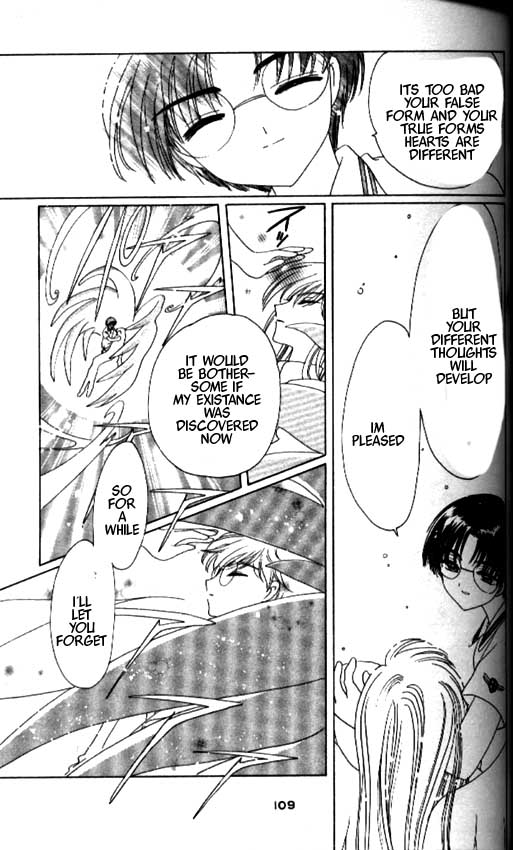 ITS TOO BAD
YOUR FALSE
FORM AND YOUR
TRUE FORMS
HEARTS ARE
DIFFERENT
BUT
YOUR
DIFFERENT
THOUGHTS
WILL
DEVELOP
IM
PLEASED
IT WOULD
BE BOTHER-
SOME IF
MY EXISTANCE
WAS
DISCOVERED
NOW
SO
FOR
A
WHILE
I'LL
LET
YOU
FORGET
109